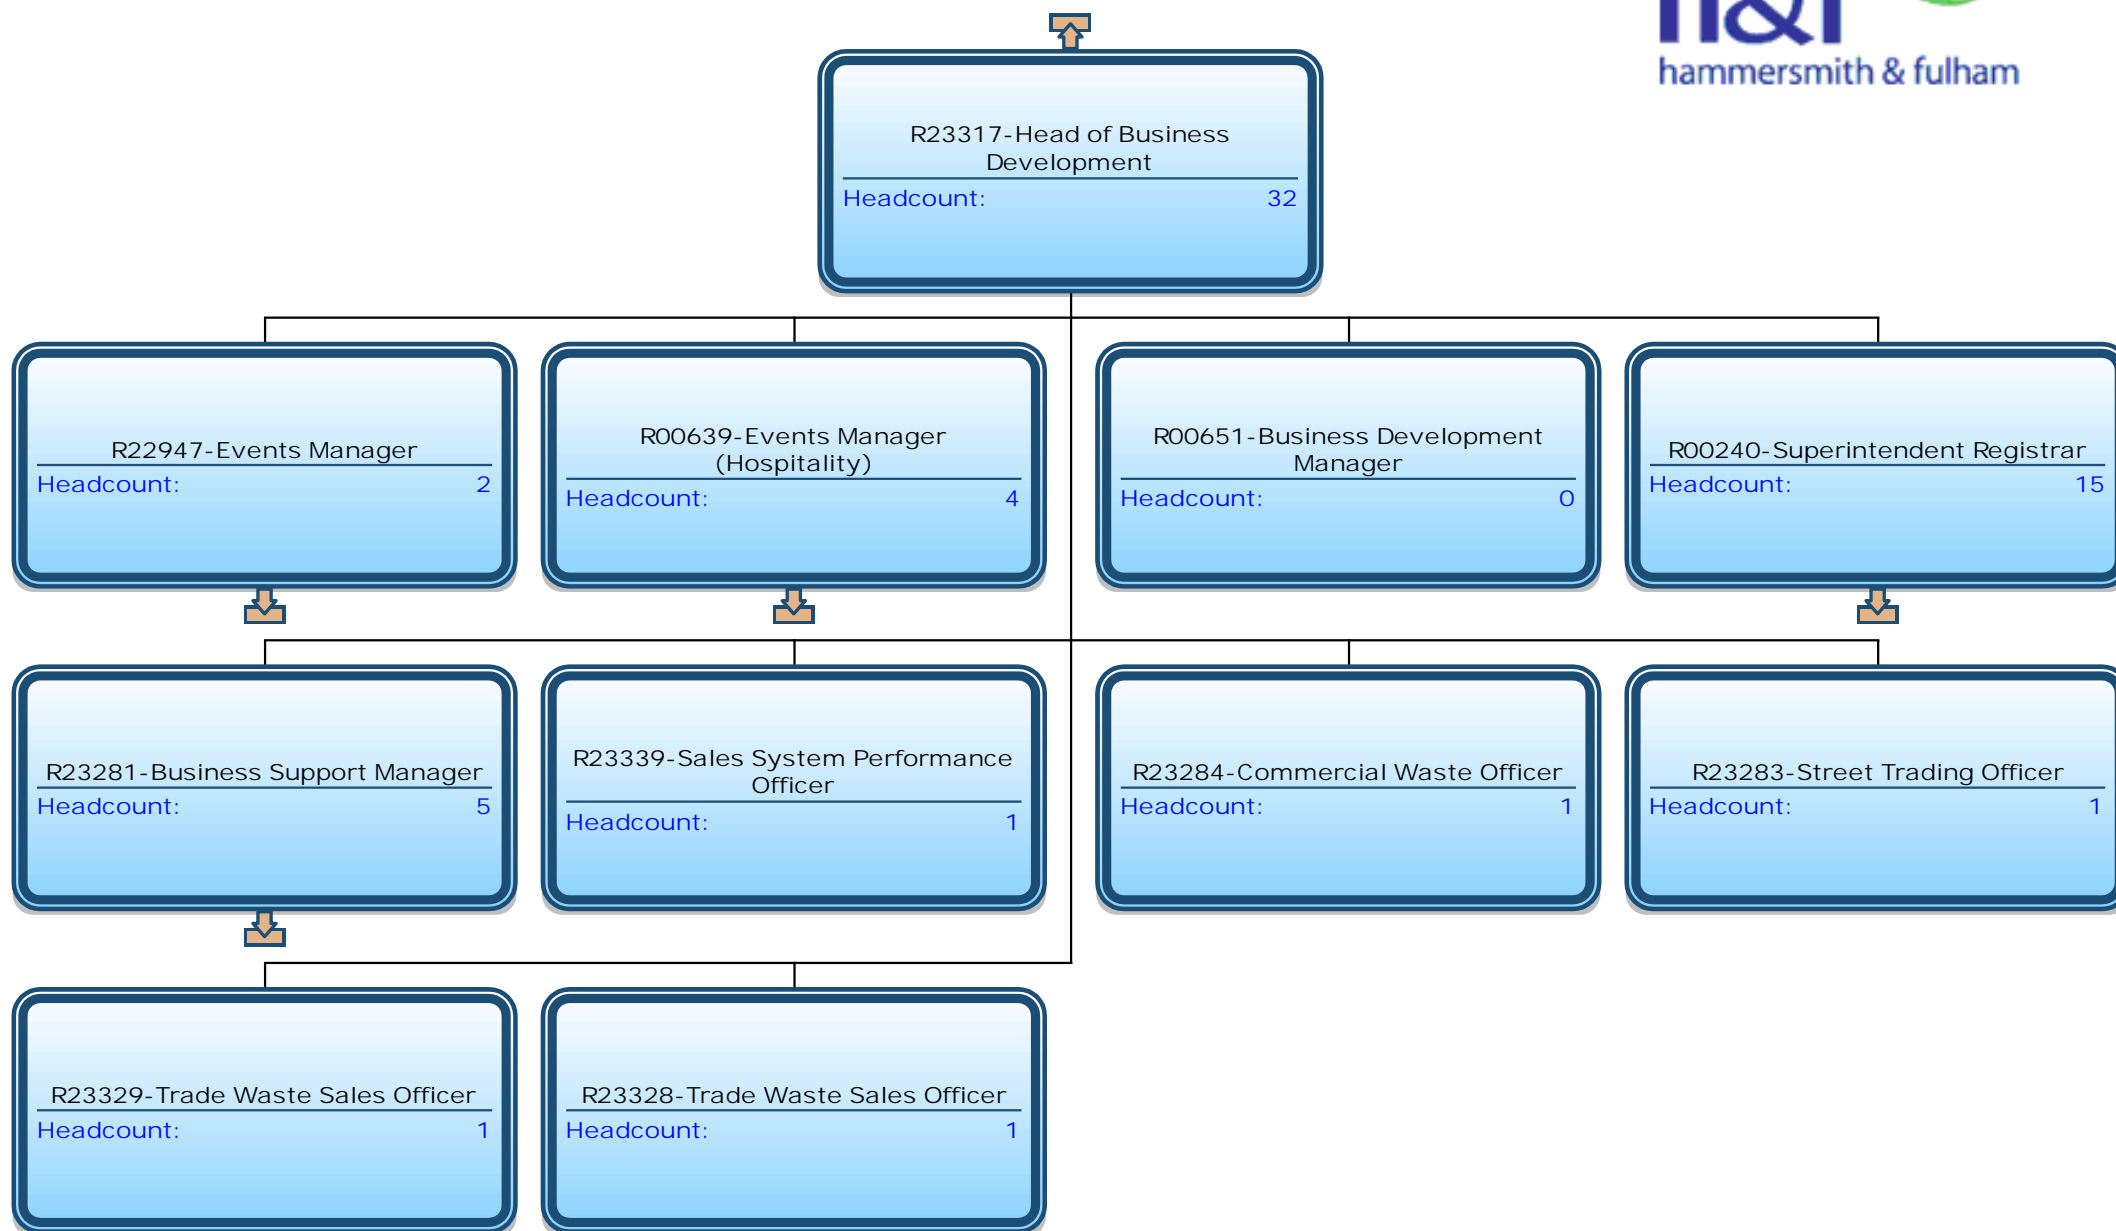 h&f
hammersmith & fulham
R23317-Head of Business
Development
Headcount: 32
R22947-Events Manager
Headcount: 2
R00639-Events Manager
(Hospitality)
Headcount: 4
R00651-Business Development
Manager
Headcount: 0
R00240-Superintendent Registrar
Headcount: 15
R23281-Business Support Manager
Headcount: 5
R23339-Sales System Performance
Officer
Headcount: 1
R23284-Commercial Waste Officer
Headcount: 1
R23283-Street Trading Officer
Headcount: 1
R23329-Trade Waste Sales Officer
Headcount: 1
R23328-Trade Waste Sales Officer
Headcount: 1